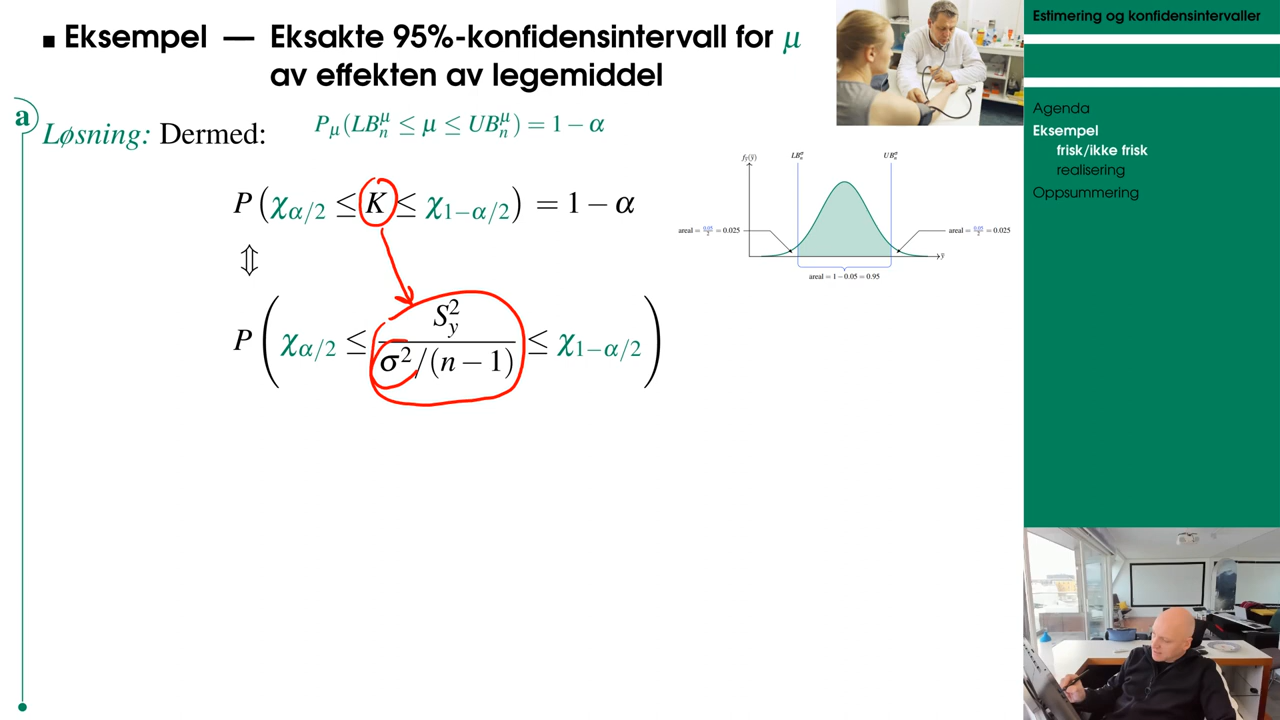 Eksempel — Eksakte 95%-konfidensintervall for μ
av effekten av legemiddel
a
Løsning: Dermed:
P_μ(LB_n^μ ≤ μ ≤ UB_n^μ) = 1 − α
P(χ_{α/2} ≤ K ≤ χ_{1−α/2}) = 1 − α
⇕
P(χ_{α/2} ≤ S_y^2 / (σ^2/(n − 1)) ≤ χ_{1−α/2})
f_ȳ(ȳ)
areal = 0.05/2 = 0.025
areal = 0.05/2 = 0.025
ȳ
areal = 1 − 0.05 = 0.95
Estimering og konfidensintervaller
Agenda
Eksempel
frisk/ikke frisk
realisering
Oppsummering